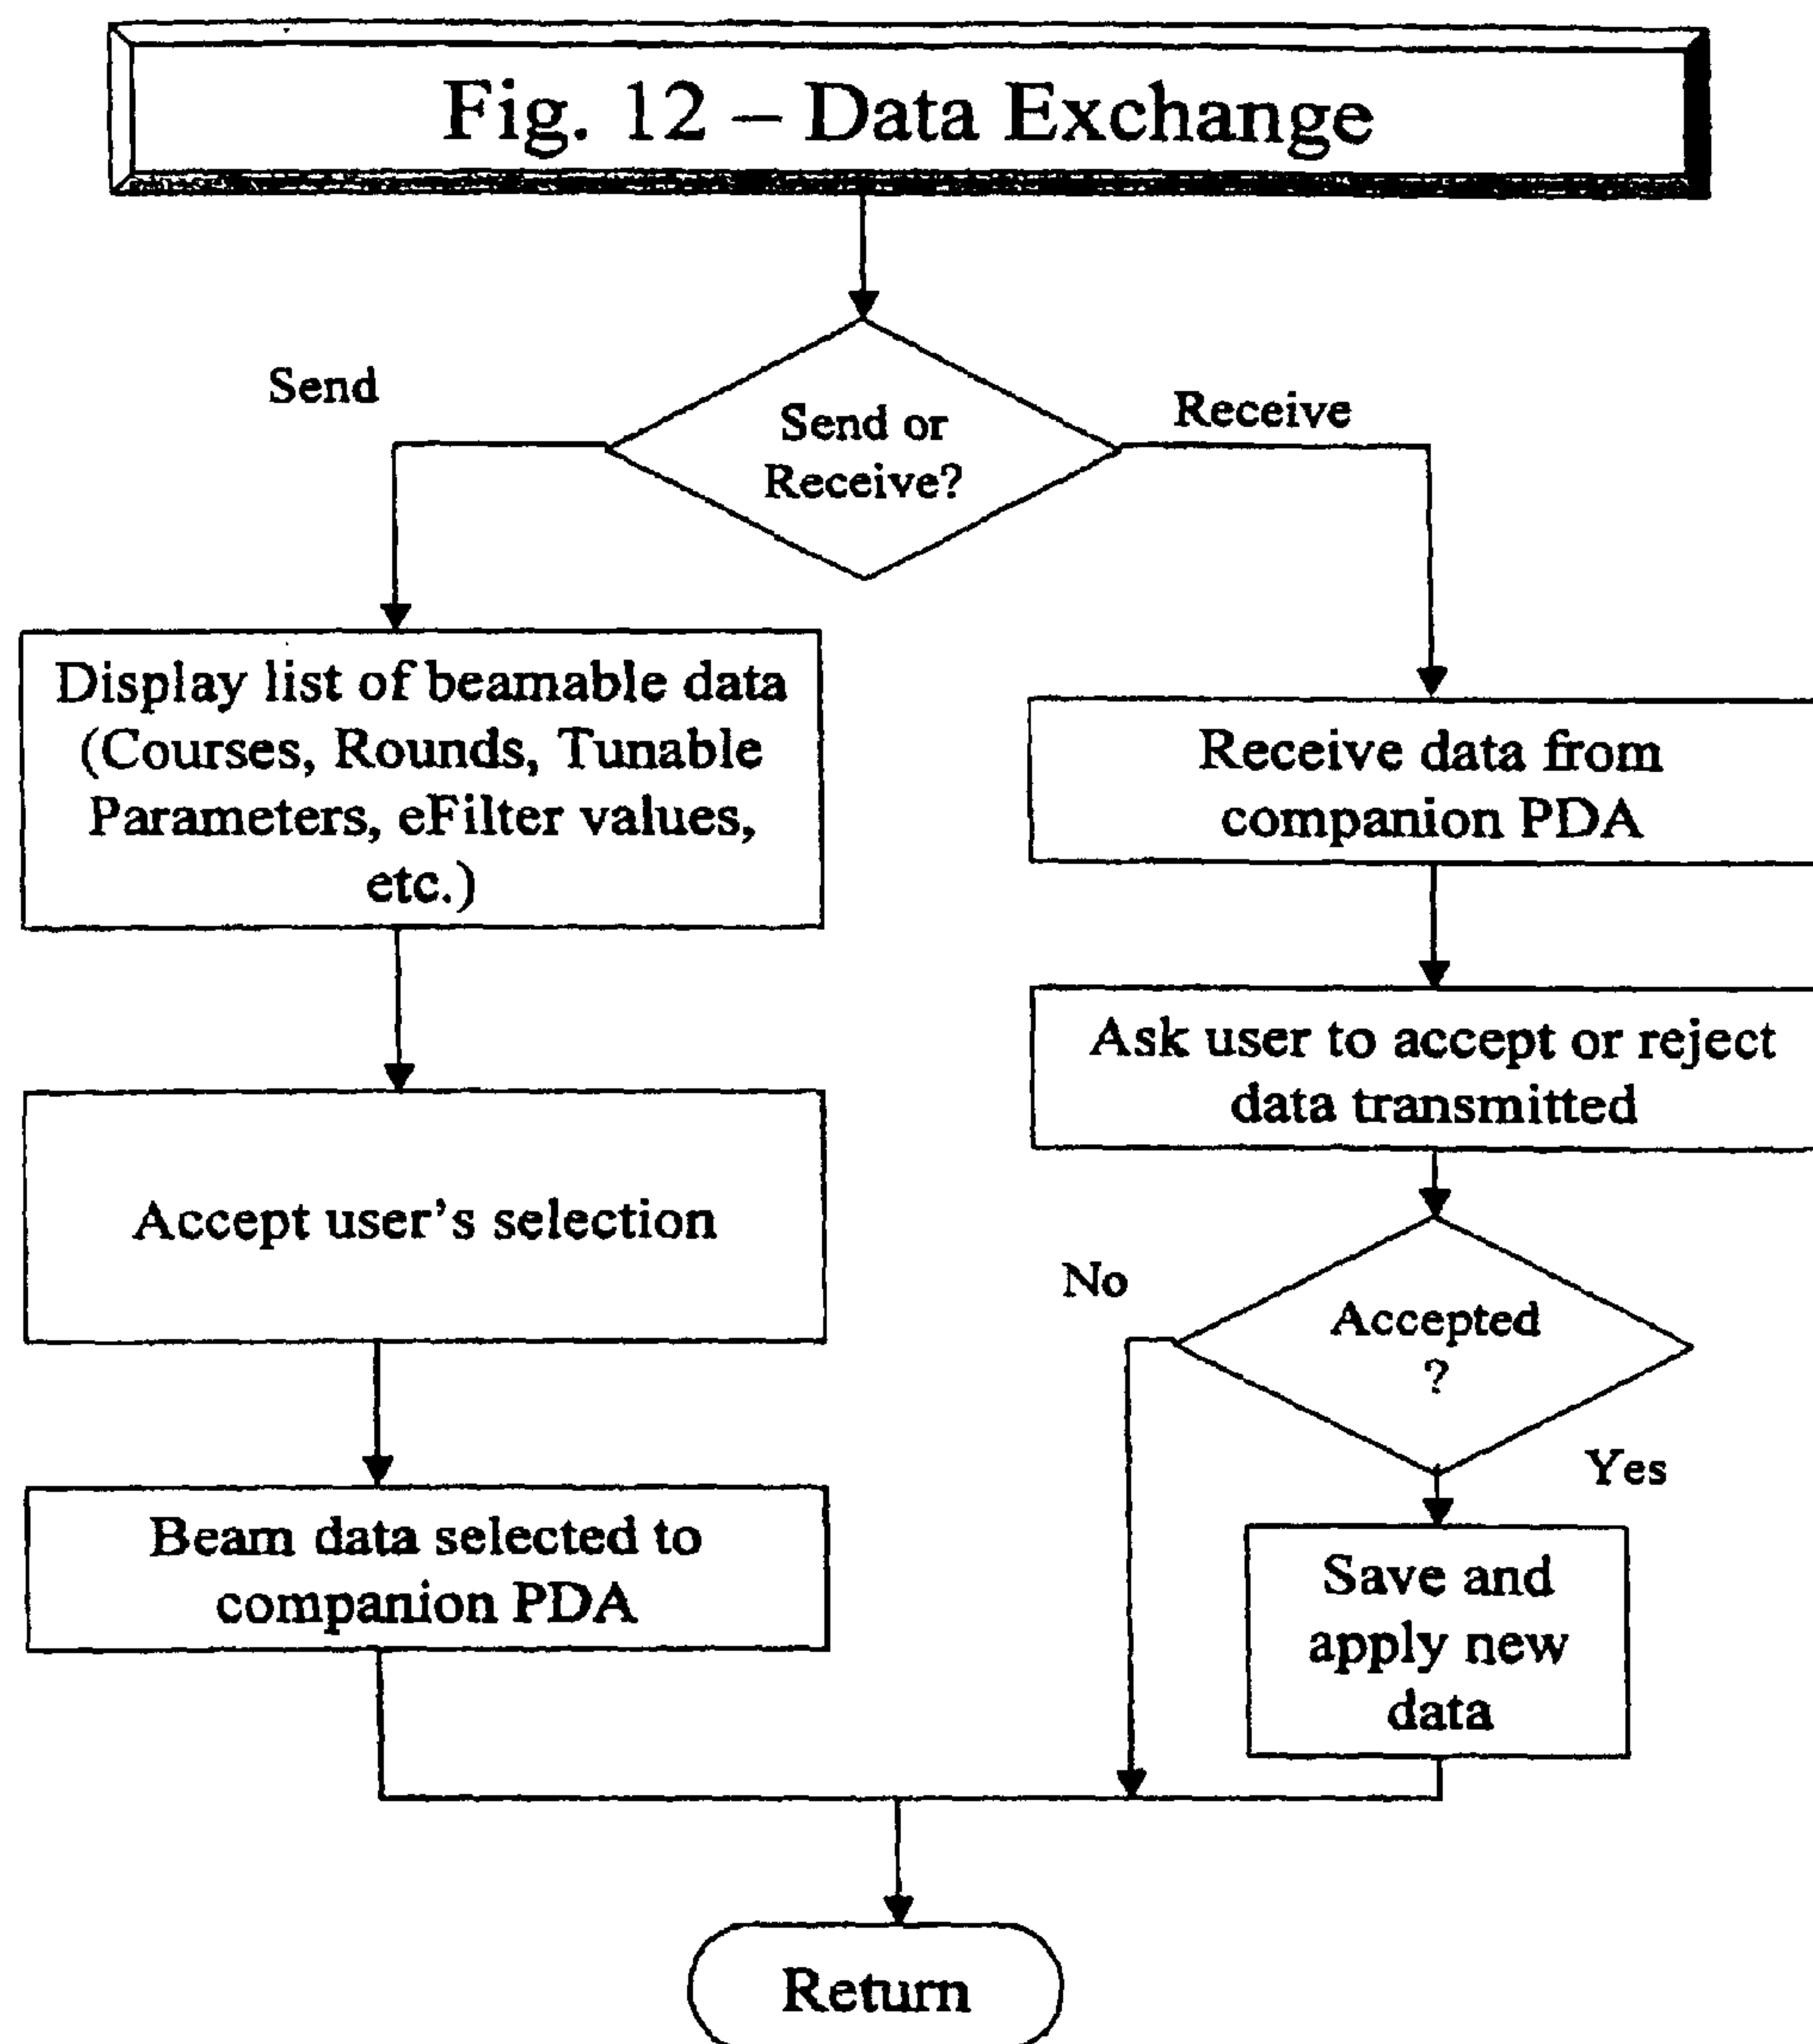 Fig. 12 – Data Exchange
Send
Send or
Receive?
Receive
Display list of beamable data
(Courses, Rounds, Tunable
Parameters, eFilter values,
etc.)
Accept user's selection
Beam data selected to
companion PDA
Receive data from
companion PDA
Ask user to accept or reject
data transmitted
No
Accepted
?
Yes
Save and
apply new
data
Return